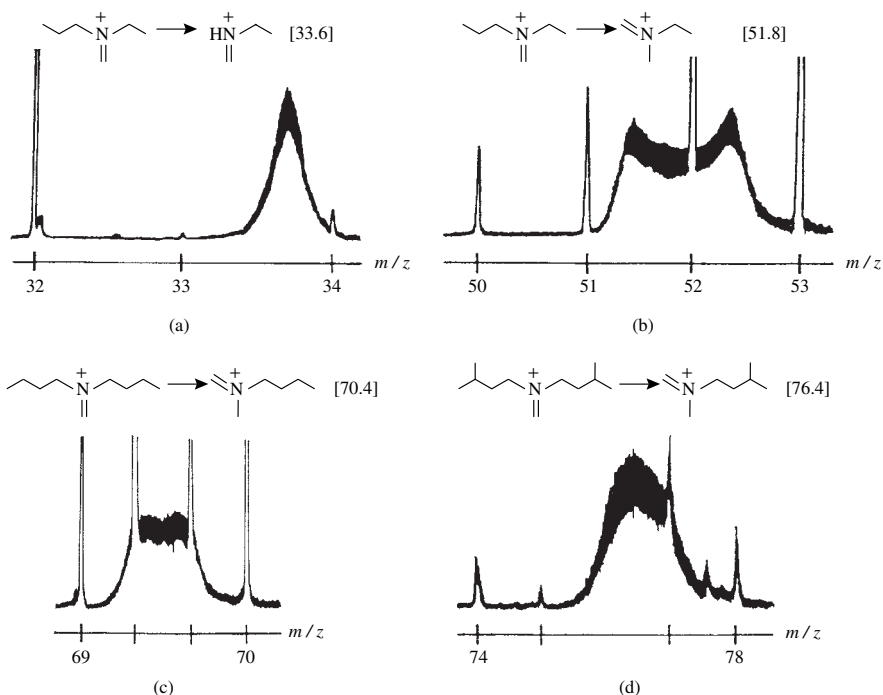 + N → + HN [33.6]
+ N → + N [51.8]
32 33 34 m / z
50 51 52 53 m / z
(a)
(b)
+ N → + N [70.4]
+ N → + N [76.4]
69 70 m / z
74 78 m / z
(c)
(d)